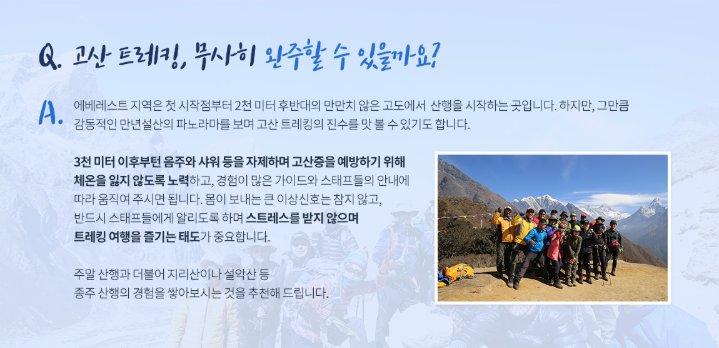 Q. 고산 트레킹, 무사히 완주할 수 있을까요?
A. 에베레스트 지역은 첫 시작점부터 2천 미터 후반대의 만만치 않은 고도에서 산행을 시작하는 곳입니다. 하지만, 그만큼
감동적인 만년설산의 파노라마를 보며 고산 트레킹의 진수를 맛 볼 수 있기도 합니다.
3천 미터 이후부턴 음주와 샤워 등을 자제하며 고산증을 예방하기 위해
체온을 잃지 않도록 노력하고, 경험이 많은 가이드와 스태프들의 안내에
따라 움직여 주시면 됩니다. 몸이 보내는 큰 이상신호는 참지 않고,
반드시 스태프들에게 알리도록 하며 스트레스를 받지 않으며
트레킹 여행을 즐기는 태도가 중요합니다.
주말 산행과 더불어 지리산이나 설악산 등
종주 산행의 경험을 쌓아보시는 것을 추천해 드립니다.